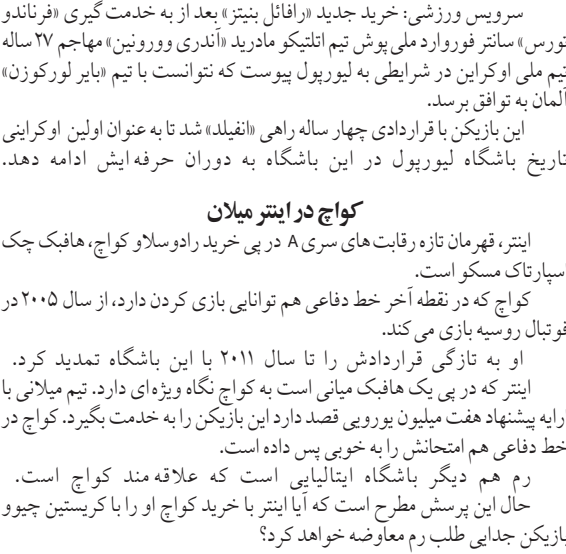 سرویس ورزشی: خرید جدید «رافائل بنیتز» بعد از به خدمت گیری «فرناندو
تورس» سانتر فوروارد ملی پوش تیم اتلتیکو مادرید «آندری وورونین» مهاجم ۲۷ ساله
تیم ملی اوکراین در شرایطی به لیورپول پیوست که نتوانست با تیم «بایر لورکوزن»
آلمان به توافق برسد.
این بازیکن با قراردادی چهار ساله راهی «انفیلد» شد تا به عنوان اولین اوکراینی
تاریخ باشگاه لیورپول در این باشگاه به دوران حرفه ایش ادامه دهد.
کواچ در اینتر میلان
اینتر، قهرمان تازه رقابت های سری A در پی خرید رادوسلاو کواچ، هافبک چک
اسپارتاک مسکو است.
کواچ که در نقطه آخر خط دفاعی هم توانایی بازی کردن دارد، از سال ۲۰۰۵ در
فوتبال روسیه بازی می کند.
او به تازگی قراردادش را تا سال ۲۰۱۱ با این باشگاه تمدید کرد.
اینتر که در پی یک هافبک میانی است به کواچ نگاه ویژه ای دارد. تیم میلانی با
ارایه پیشنهاد هفت میلیون یورویی قصد دارد این بازیکن را به خدمت بگیرد. کواچ در
خط دفاعی هم امتحانش را به خوبی پس داده است.
رم هم دیگر باشگاه ایتالیایی است که علاقه مند کواچ است.
حال این پرسش مطرح است که آیا اینتر با خرید کواچ او را با کریستین چیوو
بازیکن جدایی طلب رم معاوضه خواهد کرد؟